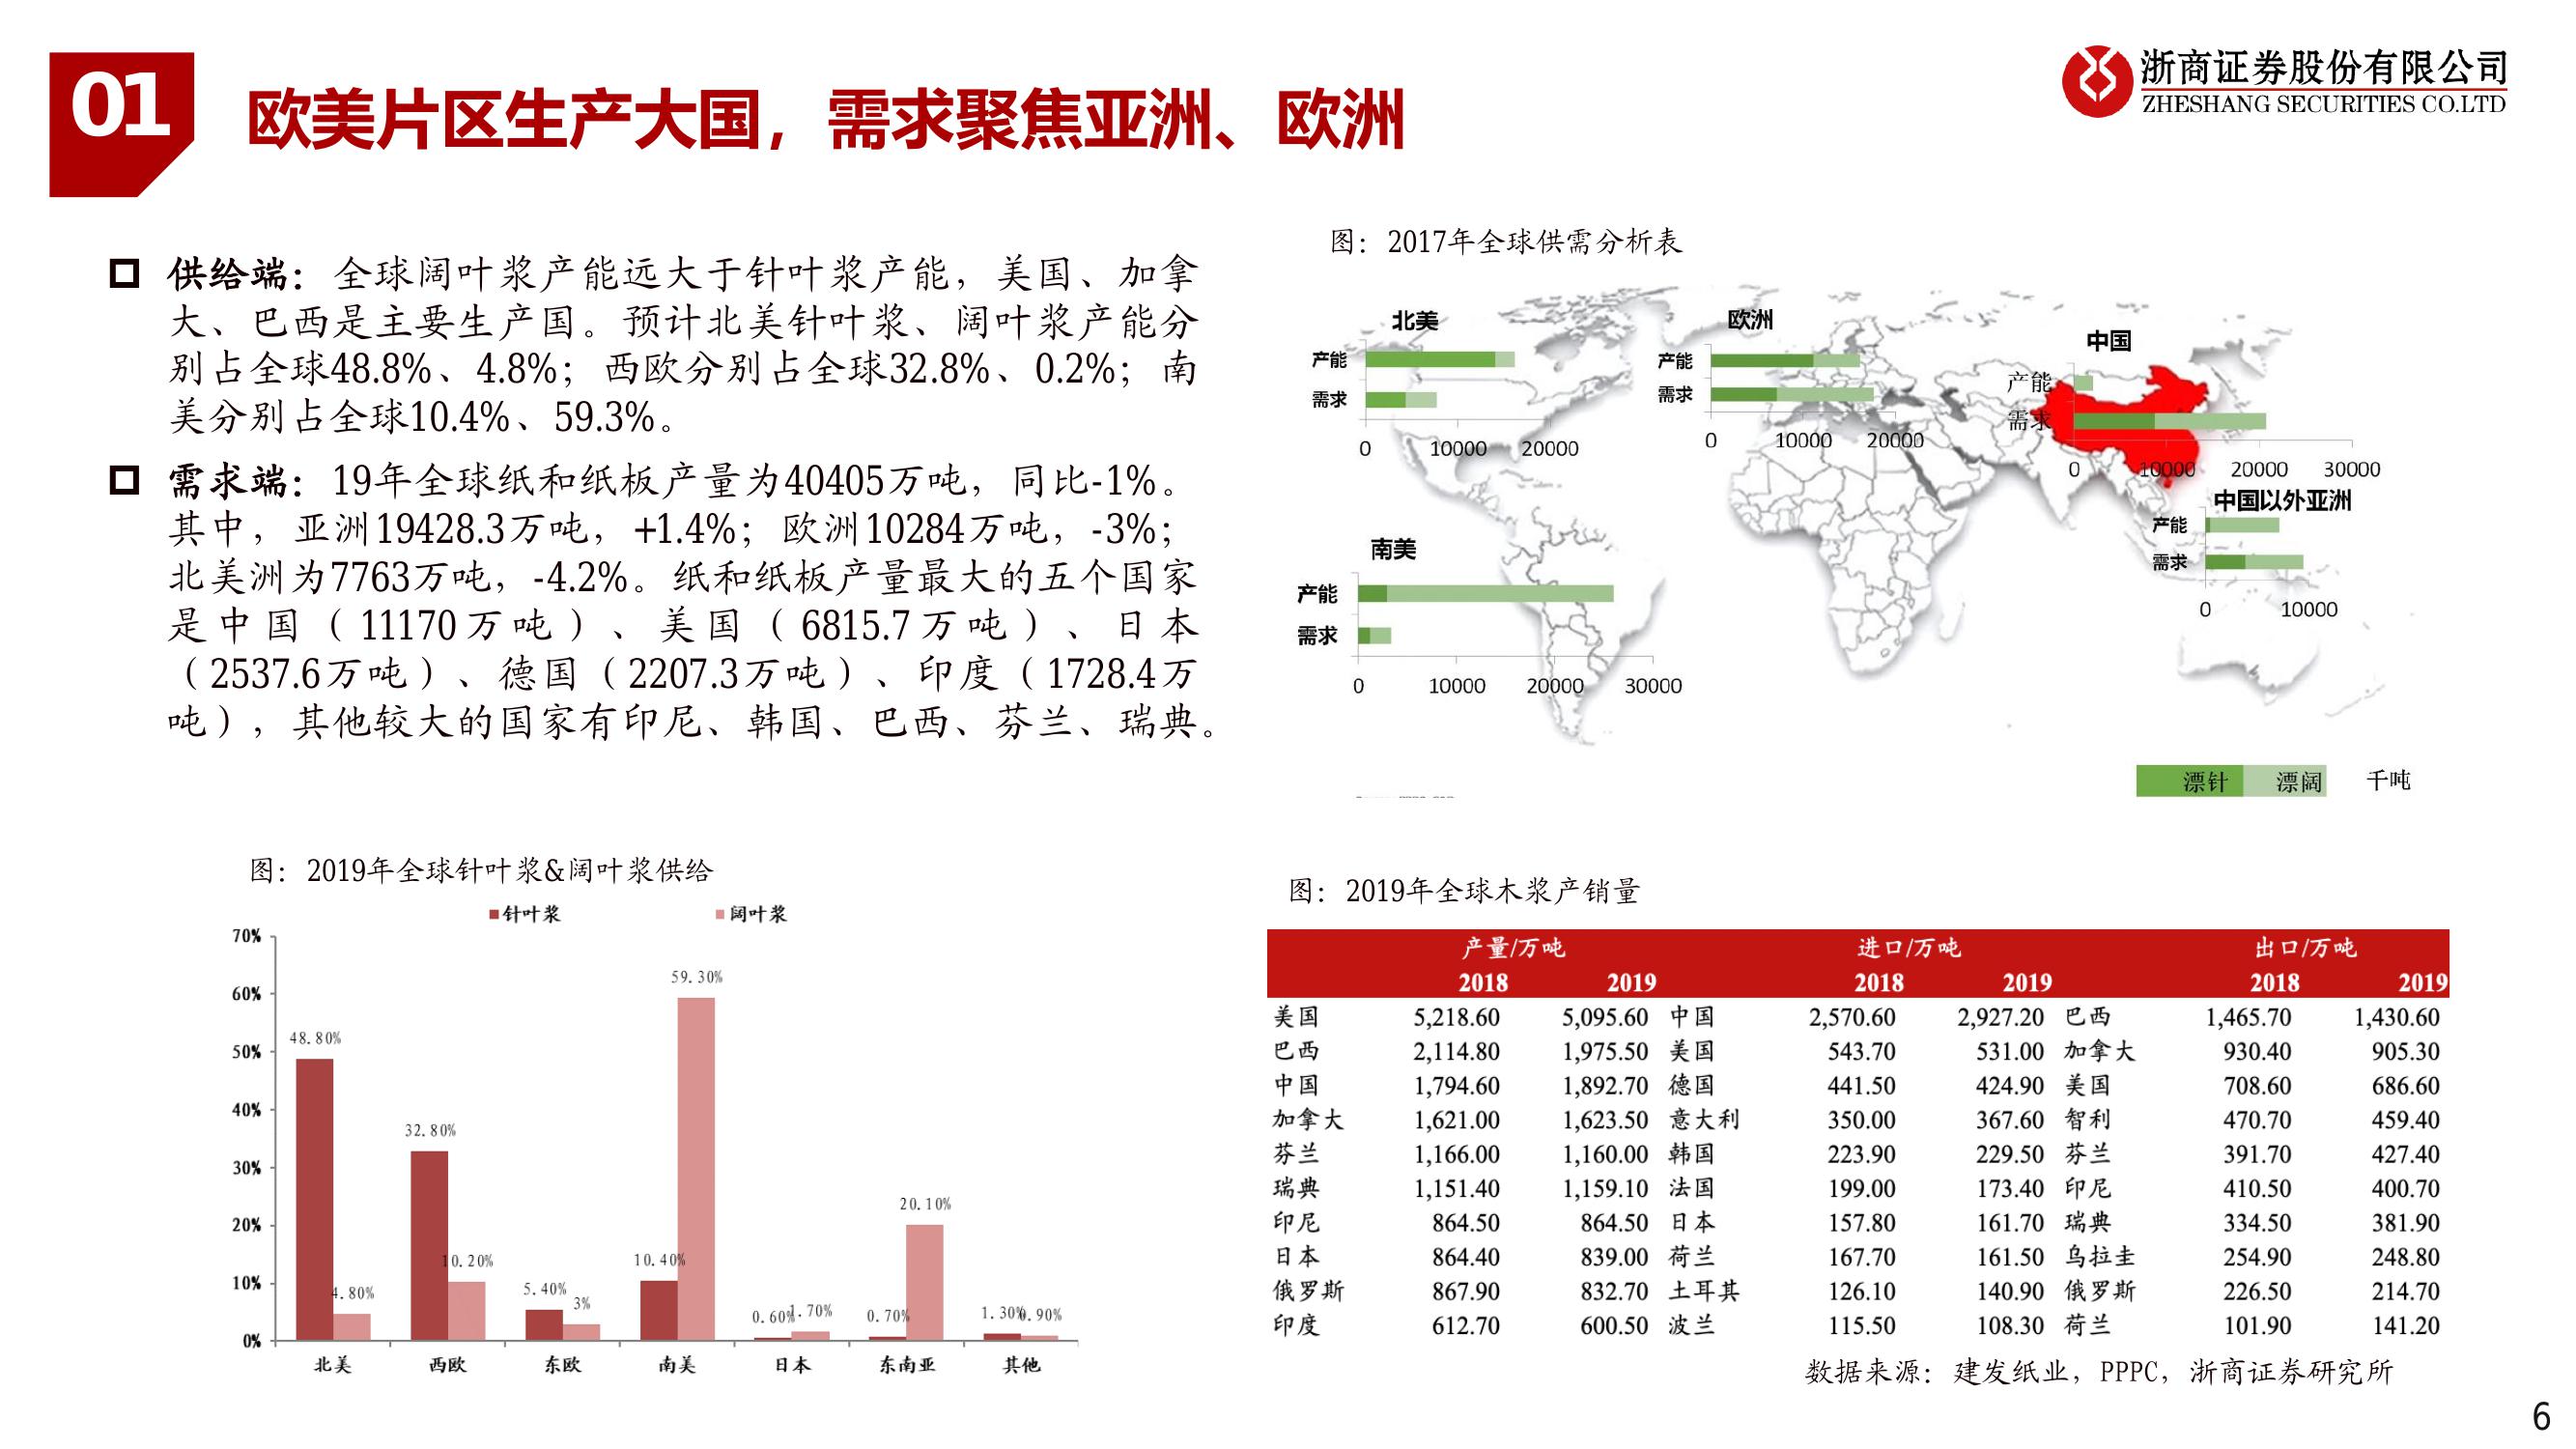 01
欧美片区生产大国，需求聚焦亚洲、欧洲
浙商证券股份有限公司
ZHESHANG SECURITIES CO.LTD
供给端：全球阔叶浆产能远大于针叶浆产能，美国、加拿
大、巴西是主要生产国。预计北美针叶浆、阔叶浆产能分
别占全球48.8%、4.8%；西欧分别占全球32.8%、0.2%；南
美分别占全球10.4%、59.3%。
需求端：19年全球纸和纸板产量为40405万吨，同比-1%。
其中，亚洲19428.3万吨，+1.4%；欧洲10284万吨，-3%；
北美洲为7763万吨，-4.2%。纸和纸板产量最大的五个国家
是中国（11170万吨）、美国（6815.7万吨）、日本
（2537.6万吨）、德国（2207.3万吨）、印度（1728.4万
吨），其他较大的国家有印尼、韩国、巴西、芬兰、瑞典。
图：2017年全球供需分析表
北美
产能
需求
0 10000 20000
欧洲
产能
需求
0 10000 20000
中国
产能
需求
0 10000 20000 30000
中国以外亚洲
产能
需求
0 10000
南美
产能
需求
0 10000 20000 30000
漂针 漂阔 千吨
图：2019年全球针叶浆&阔叶浆供给
针叶浆 阔叶浆
70%
60%
50%
40%
30%
20%
10%
0%
48.80% 4.80%
32.80% 10.20%
5.40% 3%
10.40% 59.30%
0.60% 1.70%
0.70% 20.10%
1.30% 0.90%
北美 西欧 东欧 南美 日本 东南亚 其他
图：2019年全球木浆产销量
产量/万吨 进口/万吨 出口/万吨
2018 2019 2018 2019 2018 2019
美国 5,218.60 5,095.60 中国 2,570.60 2,927.20 巴西 1,465.70 1,430.60
巴西 2,114.80 1,975.50 美国 543.70 531.00 加拿大 930.40 905.30
中国 1,794.60 1,892.70 德国 441.50 424.90 美国 708.60 686.60
加拿大 1,621.00 1,623.50 意大利 350.00 367.60 智利 470.70 459.40
芬兰 1,166.00 1,160.00 韩国 223.90 229.50 芬兰 391.70 427.40
瑞典 1,151.40 1,159.10 法国 199.00 173.40 印尼 410.50 400.70
印尼 864.50 864.50 日本 157.80 161.70 瑞典 334.50 381.90
日本 864.40 839.00 荷兰 167.70 161.50 乌拉圭 254.90 248.80
俄罗斯 867.90 832.70 土耳其 126.10 140.90 俄罗斯 226.50 214.70
印度 612.70 600.50 波兰 115.50 108.30 荷兰 101.90 141.20
数据来源：建发纸业，PPPC，浙商证券研究所
6